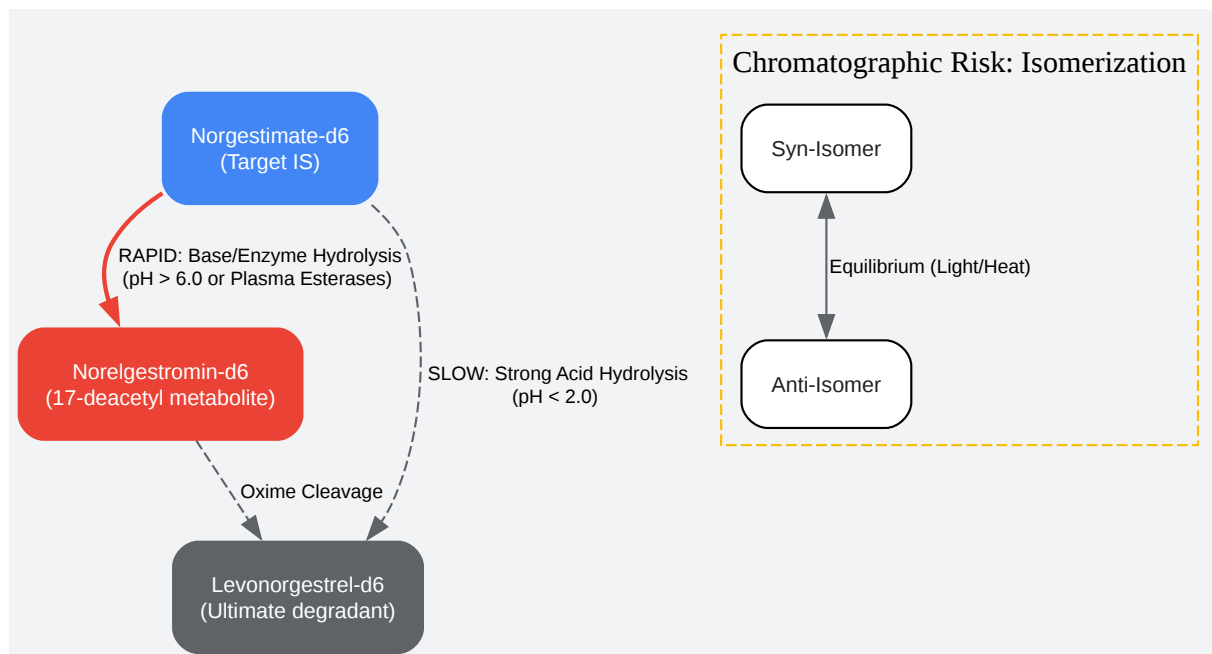 Chromatographic Risk: Isomerization
Norgestimate-d6
(Target IS)
Syn-Isomer
RAPID: Base/Enzyme Hydrolysis
(pH > 6.0 or Plasma Esterases)
Equilibrium (Light/Heat)
Norelgestromin-d6
(17-deacetyl metabolite)
SLOW: Strong Acid Hydrolysis
(pH < 2.0)
Anti-Isomer
Oxime Cleavage
Levonorgestrel-d6
(Ultimate degradant)